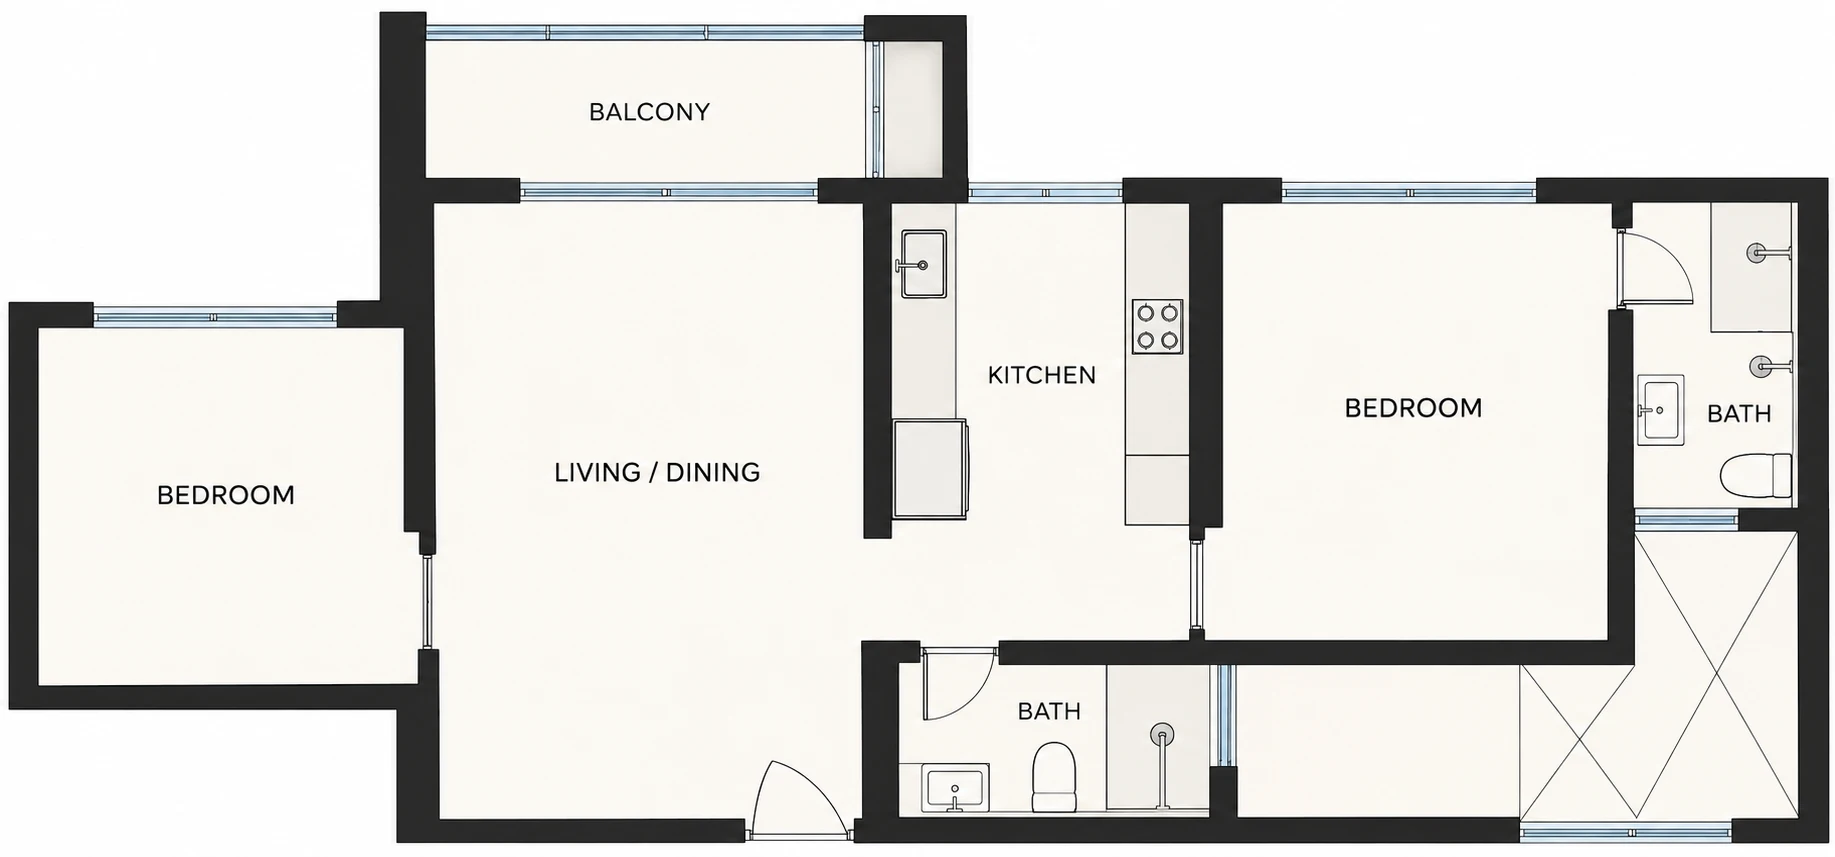 BALCONY
KITCHEN
BEDROOM
BATH
LIVING / DINING
BEDROOM
BATH